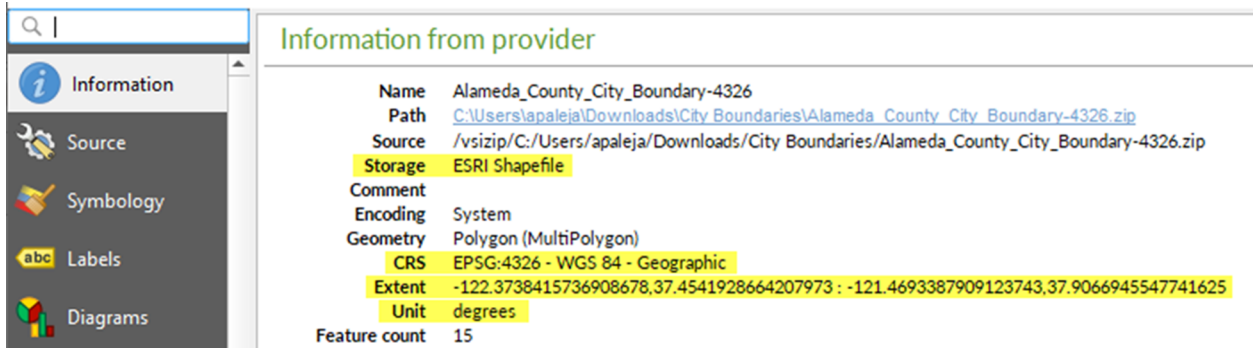 Information
Source
Symbology
abc Labels
Diagrams
Information from provider
Name Alameda_County_City_Boundary-4326
Path C:\Users\apaleja\Downloads\City Boundaries\Alameda_County_City_Boundary-4326.zip
Source /vsizip/C:/Users/apaleja/Downloads/City Boundaries/Alameda_County_City_Boundary-4326.zip
Storage ESRI Shapefile
Comment
Encoding System
Geometry Polygon (MultiPolygon)
CRS EPSG:4326 - WGS 84 - Geographic
Extent -122.3738415736908678,37.4541928664207973 : -121.4693387909123743,37.9066945547741625
Unit degrees
Feature count 15